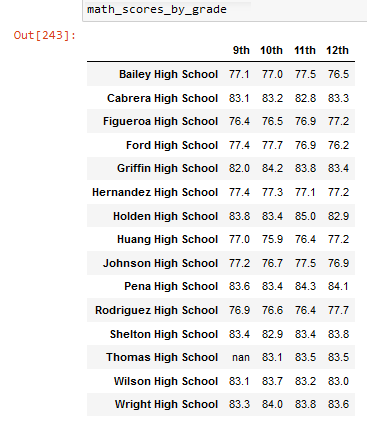 math_scores_by_grade
Out[243]:
9th 10th 11th 12th
Bailey High School 77.1 77.0 77.5 76.5
Cabrera High School 83.1 83.2 82.8 83.3
Figueroa High School 76.4 76.5 76.9 77.2
Ford High School 77.4 77.7 76.9 76.2
Griffin High School 82.0 84.2 83.8 83.4
Hernandez High School 77.4 77.3 77.1 77.2
Holden High School 83.8 83.4 85.0 82.9
Huang High School 77.0 75.9 76.4 77.2
Johnson High School 77.2 76.7 77.5 76.9
Pena High School 83.6 83.4 84.3 84.1
Rodriguez High School 76.9 76.6 76.4 77.7
Shelton High School 83.4 82.9 83.4 83.8
Thomas High School nan 83.1 83.5 83.5
Wilson High School 83.1 83.7 83.2 83.0
Wright High School 83.3 84.0 83.8 83.6